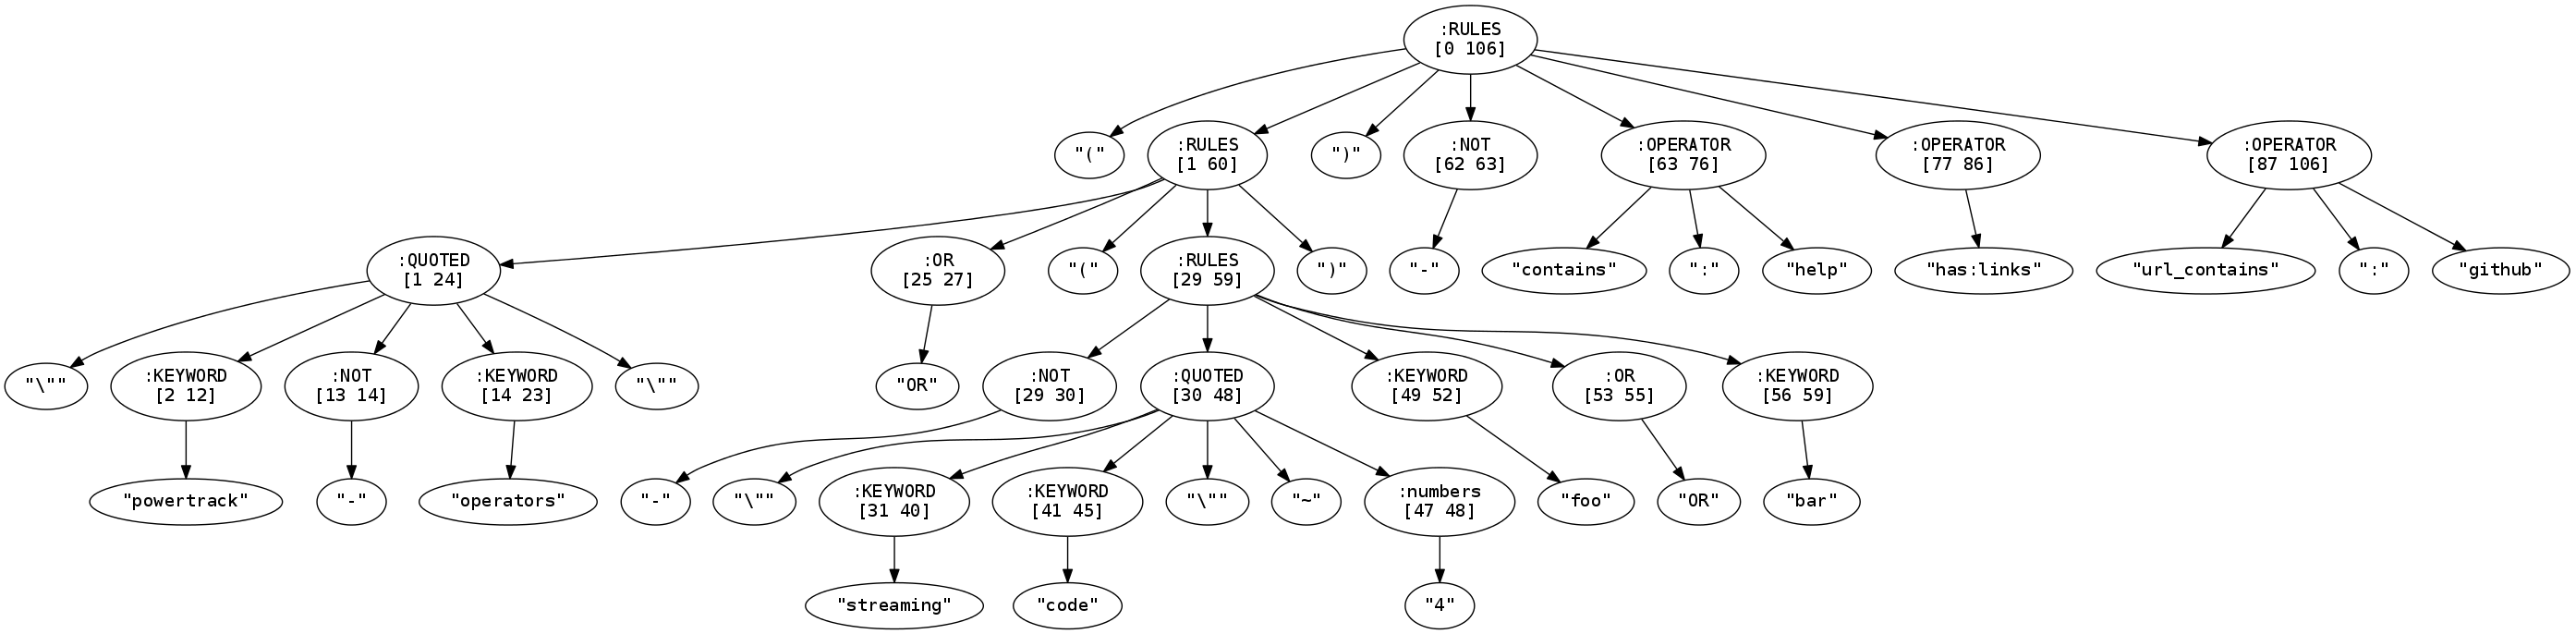 :RULES
[0 106]
"("
:RULES
[1 60]
")"
:NOT
[62 63]
:OPERATOR
[63 76]
:OPERATOR
[77 86]
:OPERATOR
[87 106]
:QUOTED
[1 24]
:OR
[25 27]
"("
:RULES
[29 59]
")"
"-"
"contains"
":"
"help"
"has:links"
"url_contains"
":"
"github"
"\""
:KEYWORD
[2 12]
:NOT
[13 14]
:KEYWORD
[14 23]
"\""
"OR"
:NOT
[29 30]
:QUOTED
[30 48]
:KEYWORD
[49 52]
:OR
[53 55]
:KEYWORD
[56 59]
"powertrack"
"-"
"operators"
"-"
"\""
:KEYWORD
[31 40]
:KEYWORD
[41 45]
"\""
"~"
:numbers
[47 48]
"foo"
"OR"
"bar"
"streaming"
"code"
"4"